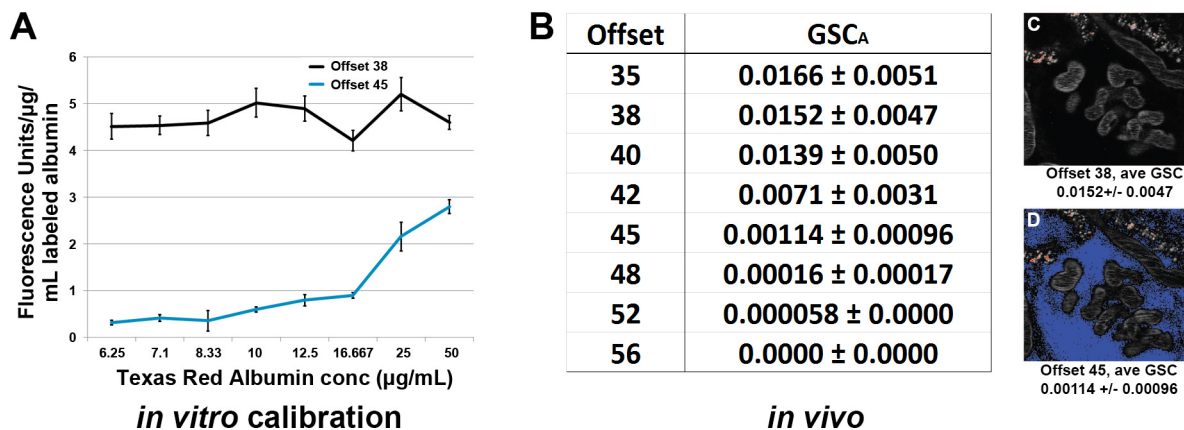 A
6
5
4
3
2
1
0
Offset 38
Offset 45
Fluorescence Units/µg/
mL labeled albumin
6.25 7.1 8.33 10 12.5 16.667 25 50
Texas Red Albumin conc (µg/mL)
in vitro calibration
B
Offset GSCA
35 0.0166 ± 0.0051
38 0.0152 ± 0.0047
40 0.0139 ± 0.0050
42 0.0071 ± 0.0031
45 0.00114 ± 0.00096
48 0.00016 ± 0.00017
52 0.000058 ± 0.0000
56 0.0000 ± 0.0000
in vivo
C
Offset 38, ave GSC
0.0152+/- 0.0047
D
Offset 45, ave GSC
0.00114 +/- 0.00096